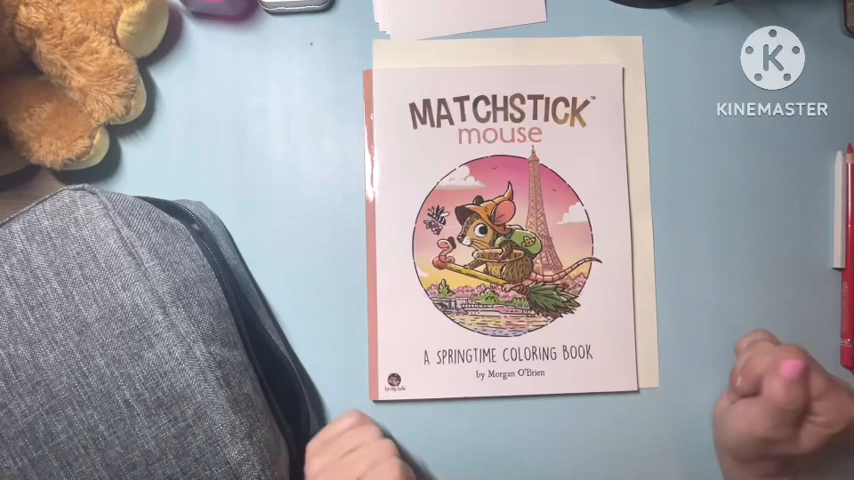 MATCHSTICK™
mouse
A SPRINGTIME COLORING BOOK
by Morgan O'Brien
K
KINEMASTER